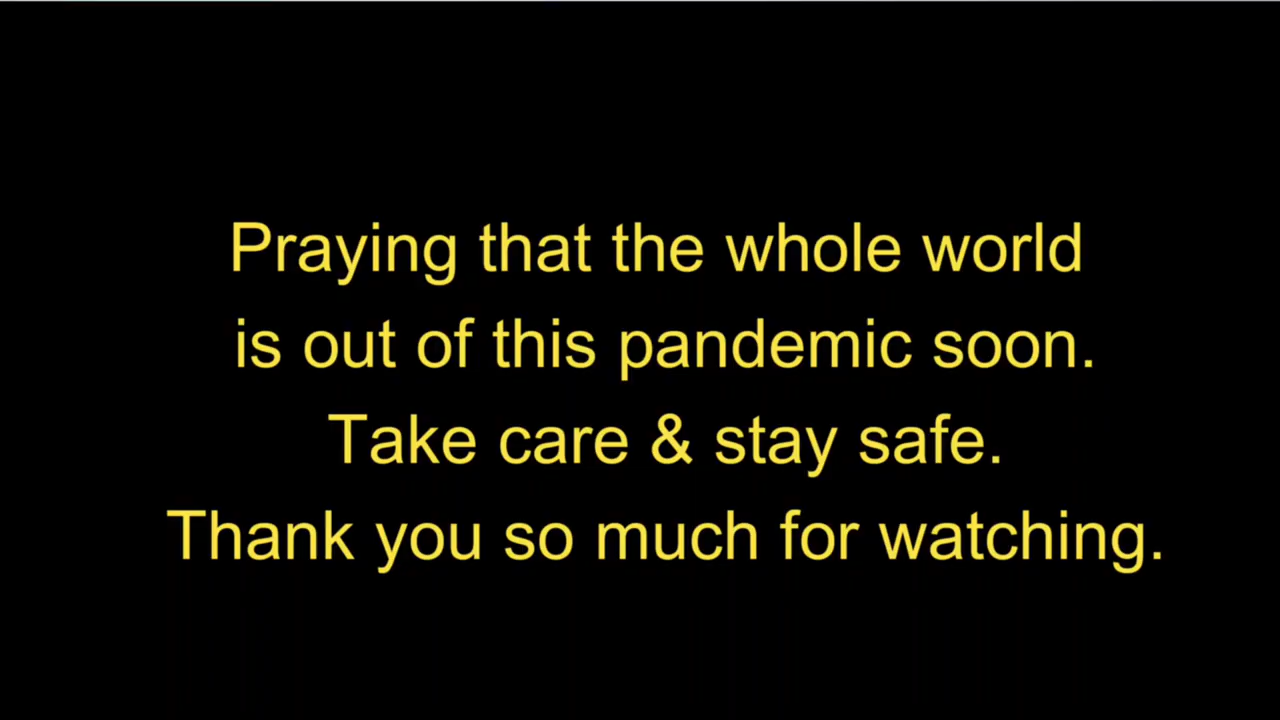 Praying that the whole world
is out of this pandemic soon.
Take care & stay safe.
Thank you so much for watching.